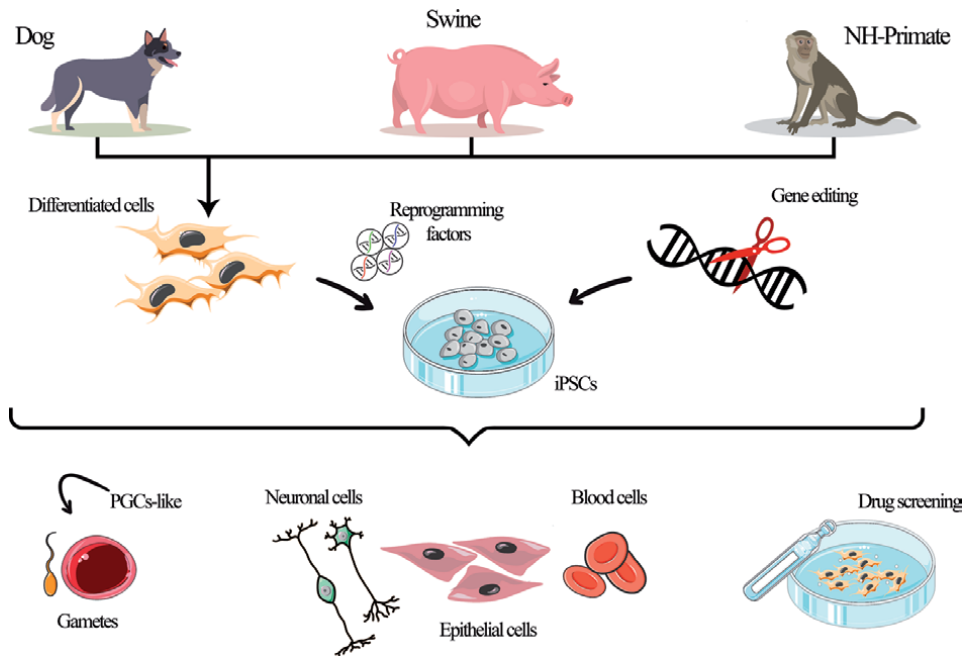 Dog
Swine
NH-Primate
Differentiated cells
Reprogramming
factors
Gene editing
iPSCs
PGCs-like
Gametes
Neuronal cells
Epithelial cells
Blood cells
Drug screening